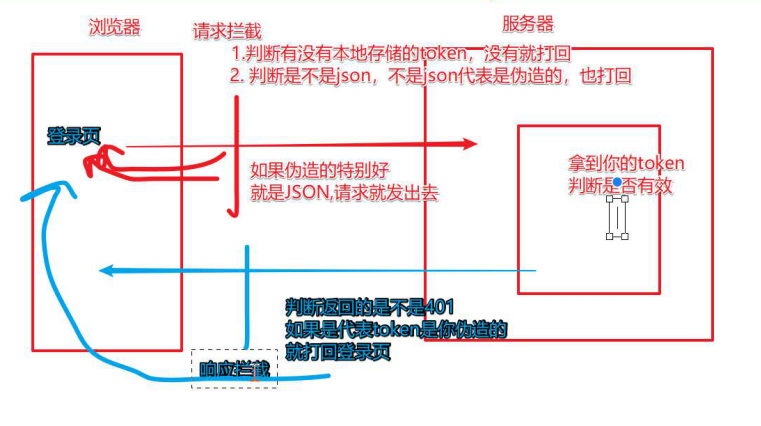 浏览器
请求拦截
服务器
1.判断有没有本地存储的token，没有就打回
2. 判断是不是json，不是json代表是伪造的，也打回
登录页
如果伪造的特别好
就是JSON,请求就发出去
拿到你的token
判断是否有效
判断返回的是不是401
如果是代表token是你伪造的
就打回登录页
响应拦截